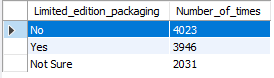 Limited_edition_packaging Number_of_times
No 4023
Yes 3946
Not Sure 2031